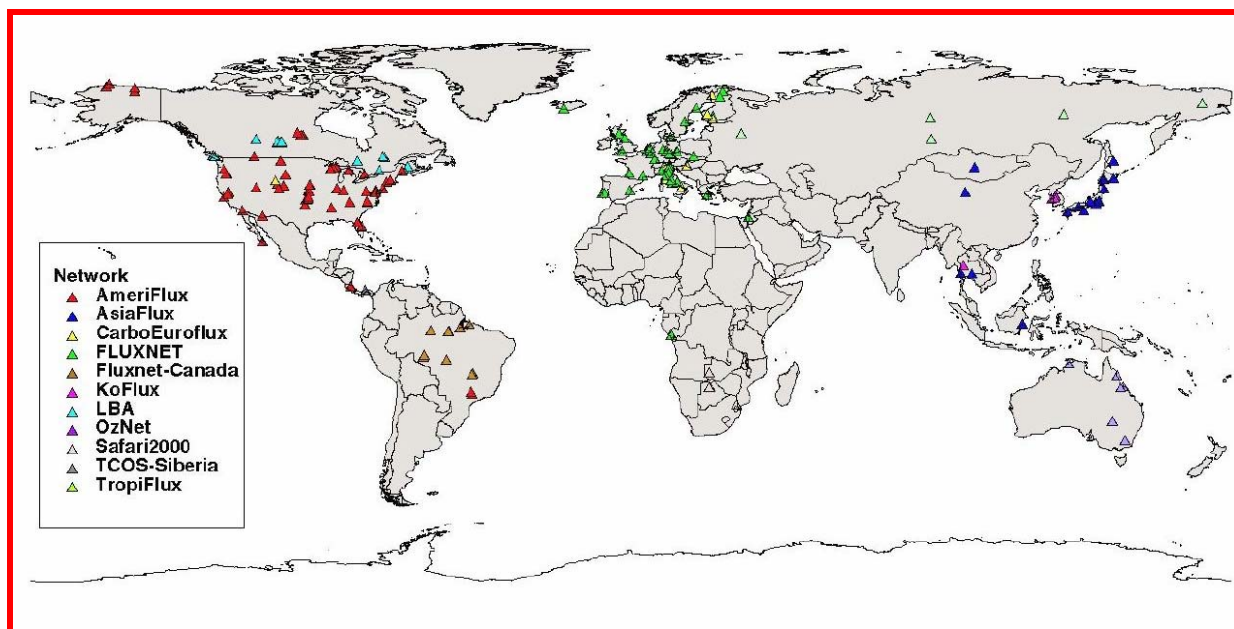 Network
AmeriFlux
AsiaFlux
CarboEuroflux
FLUXNET
Fluxnet-Canada
KoFlux
LBA
OzNet
Safari2000
TCOS-Siberia
TropiFlux